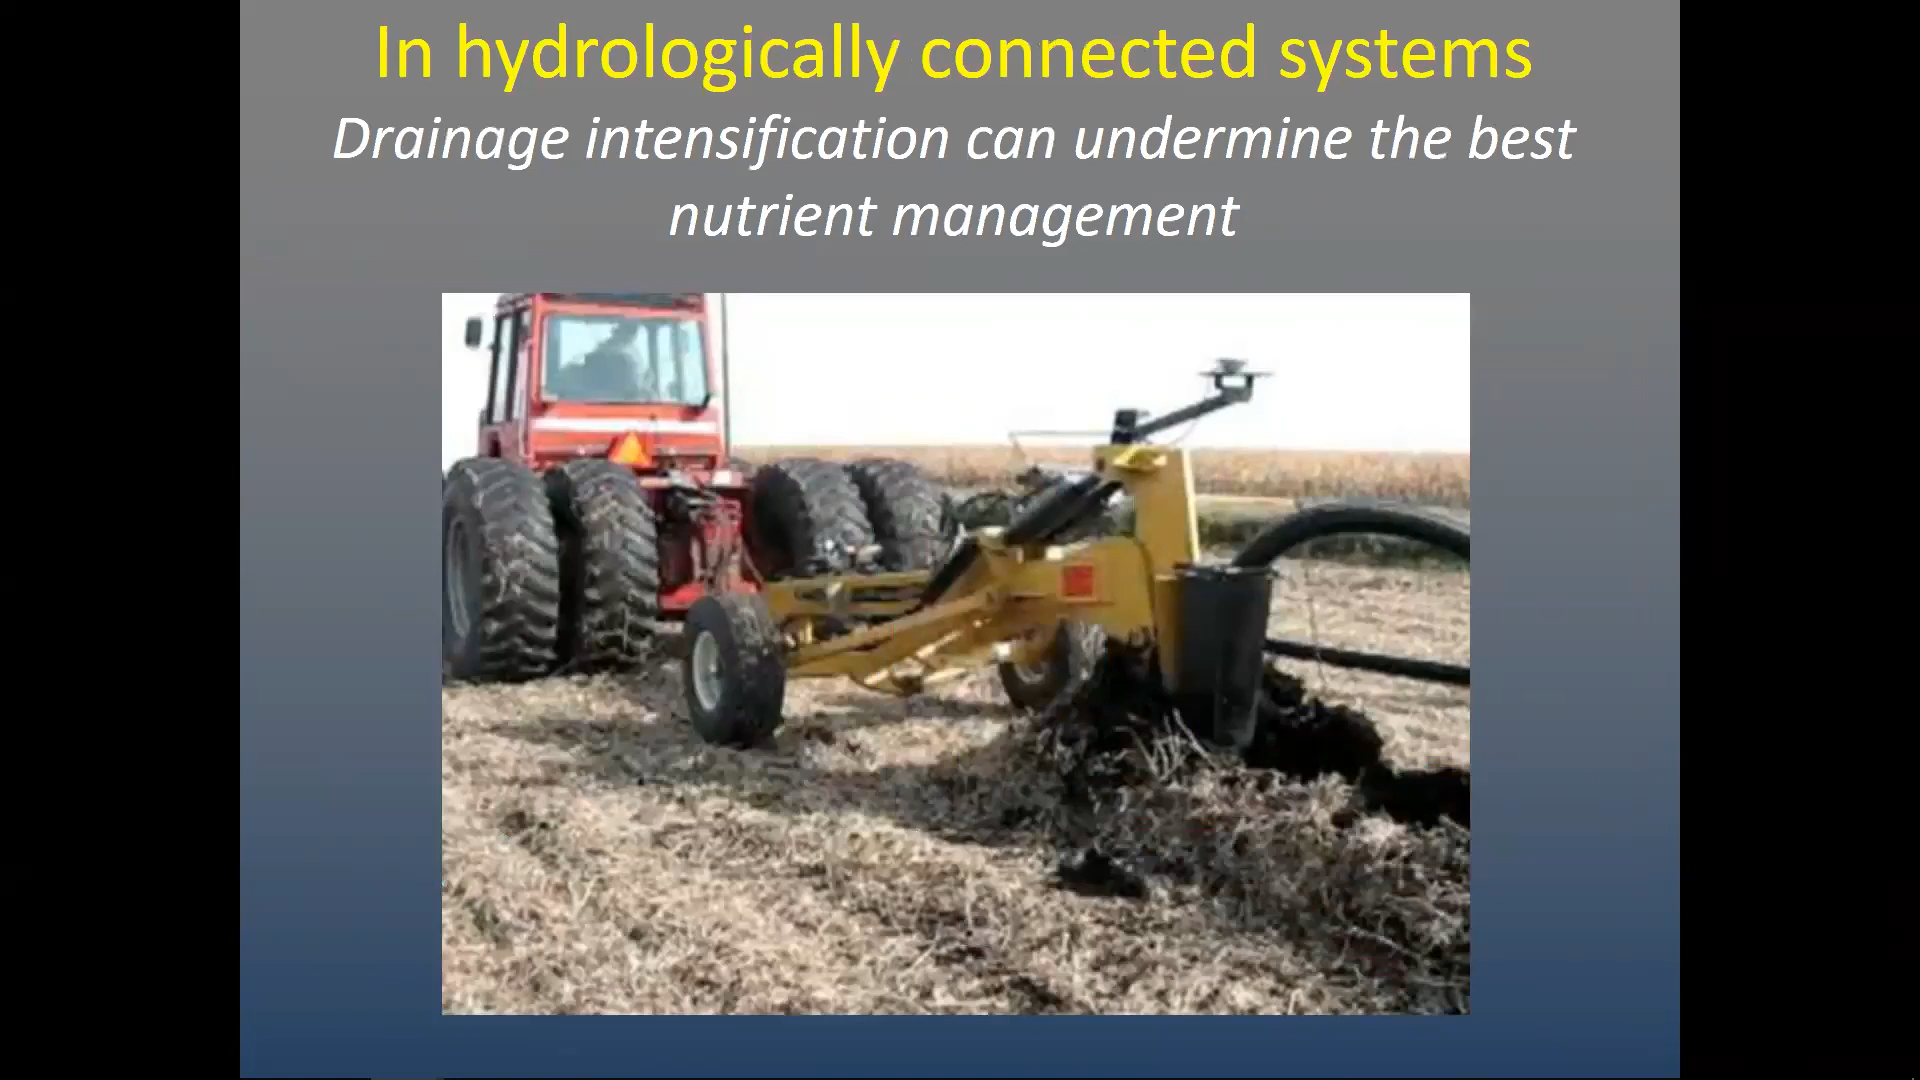 In hydrologically connected systems
Drainage intensification can undermine the best
nutrient management